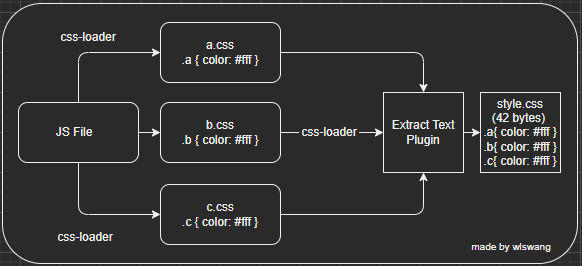 css-loader
a.css
.a { color: #fff }
JS File
b.css
.b { color: #fff }
css-loader
Extract Text
Plugin
style.css
(42 bytes)
.a{ color: #fff }
.b{ color: #fff }
.c{ color: #fff }
c.css
.c { color: #fff }
css-loader
made by wlswang